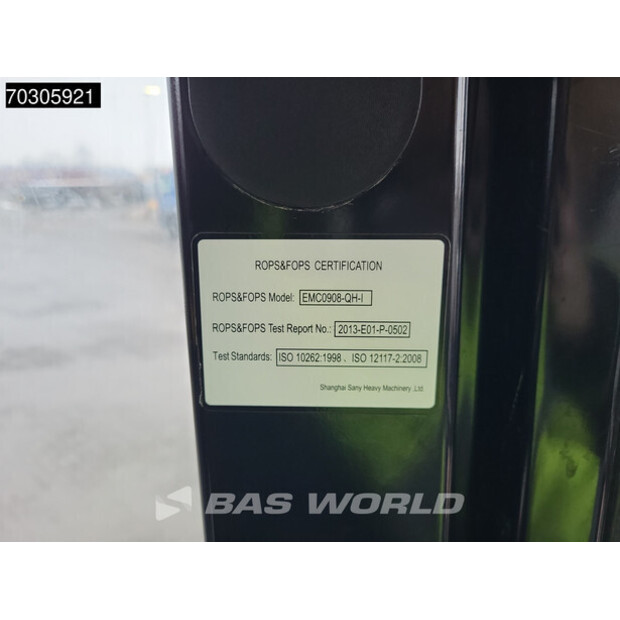 70305921
ROPS&FOPS CERTIFICATION
ROPS&FOPS Model: EMC0908-QH-I
ROPS&FOPS Test Report No.: 2013-E01-P-0502
Test Standards: ISO 10262:1998 . ISO 12117-2:2008
Shanghai Sany Heavy Machinery ,Ltd.
BAS WORLD